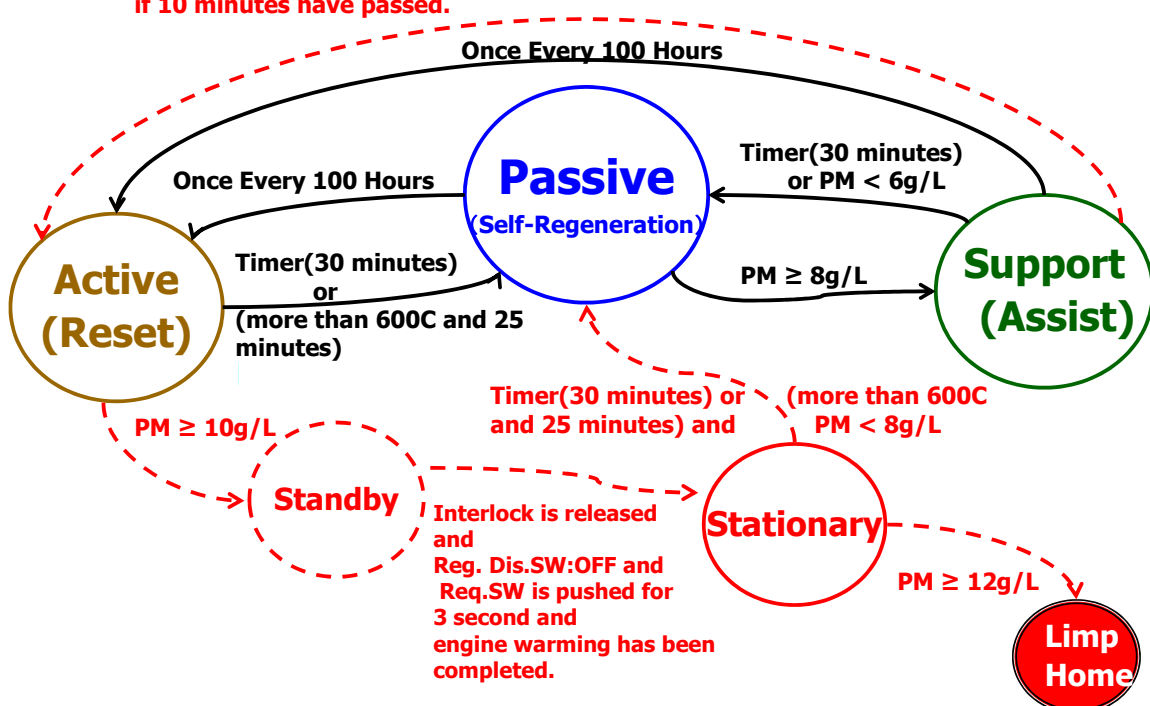 if 10 minutes have passed.
Once Every 100 Hours
Timer(30 minutes)
or PM < 6g/L
Once Every 100 Hours
Passive
(Self-Regeneration)
Active
(Reset)
Timer(30 minutes)
or
(more than 600C and 25
minutes)
PM ≥ 8g/L
Support
(Assist)
Timer(30 minutes) or (more than 600C
and 25 minutes) and PM < 8g/L
PM ≥ 10g/L
Standby
Interlock is released
and
Reg. Dis.SW:OFF and
Req.SW is pushed for
3 second and
engine warming has been
completed.
Stationary
PM ≥ 12g/L
Limp
Home